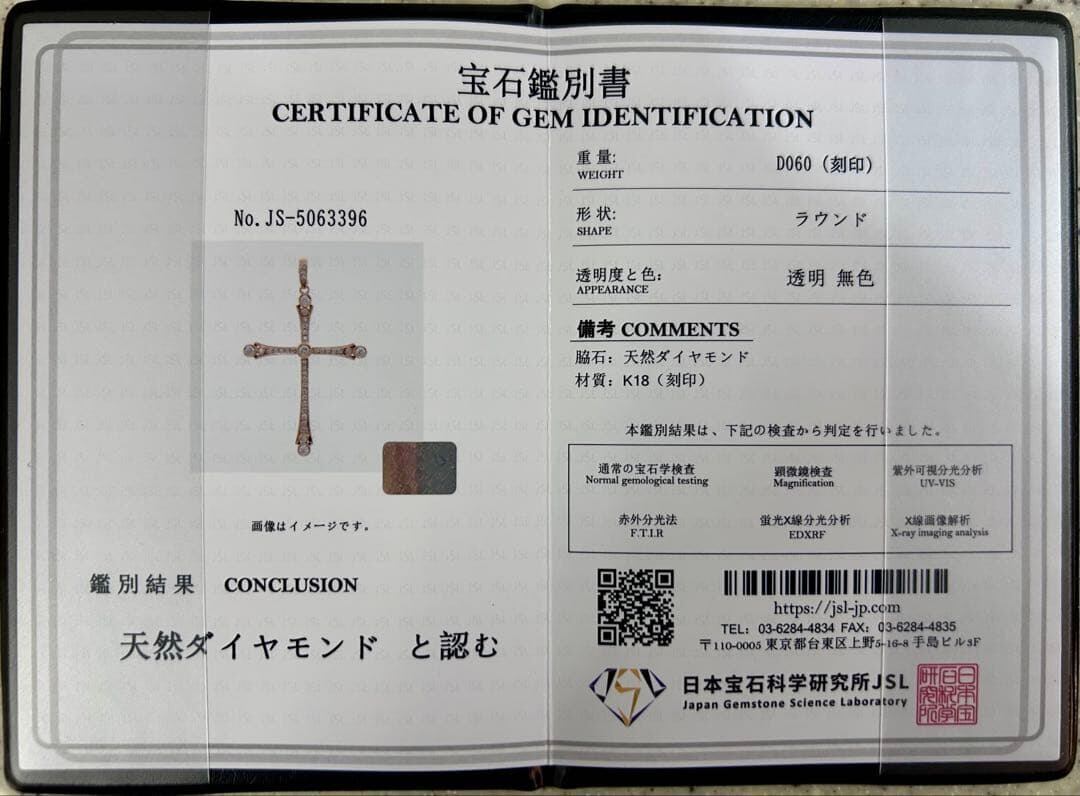 宝石鑑別書
CERTIFICATE OF GEM IDENTIFICATION
No.JS-5063396
画像はイメージです。
鑑別結果 CONCLUSION
天然ダイヤモンド と認む
重量: D060 (刻印)
WEIGHT
形状: ラウンド
SHAPE
透明度と色: 透明 無色
APPEARANCE
備考 COMMENTS
脇石: 天然ダイヤモンド
材質: K18 (刻印)
本鑑別結果は、下記の検査から判定を行いました。
通常の宝石学検査 顕微鏡検査 紫外可視分光分析
Normal gemological testing Magnification UV-VIS
赤外分光法 蛍光X線分光分析 X線画像解析
F.T.I.R EDXRF X-ray imaging analysis
https://jsl-jp.com
TEL: 03-6284-4834 FAX: 03-6284-4835
〒110-0005 東京都台東区上野5-16-8 手島ビル3F
日本宝石科学研究所JSL
Japan Gemstone Science Laboratory